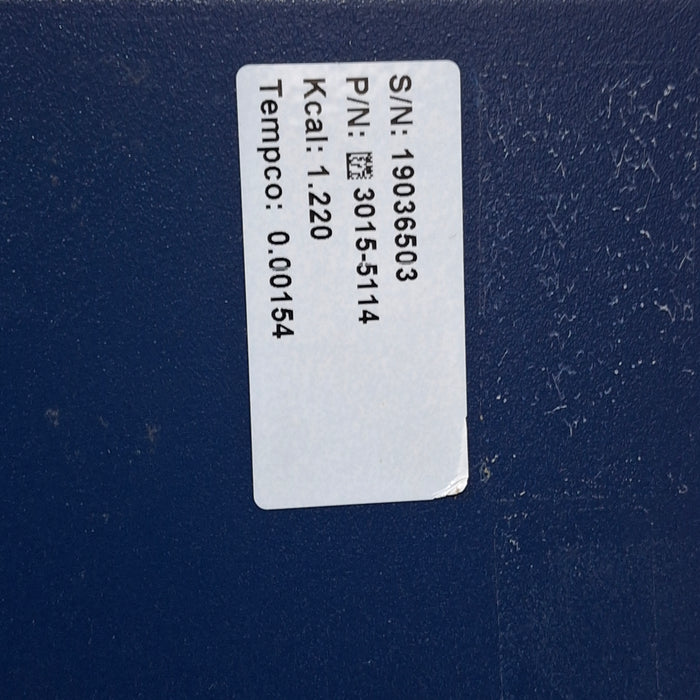 S/N: 19036503
P/N: 3015-5114
Kcal: 1.220
Tempco: 0.00154